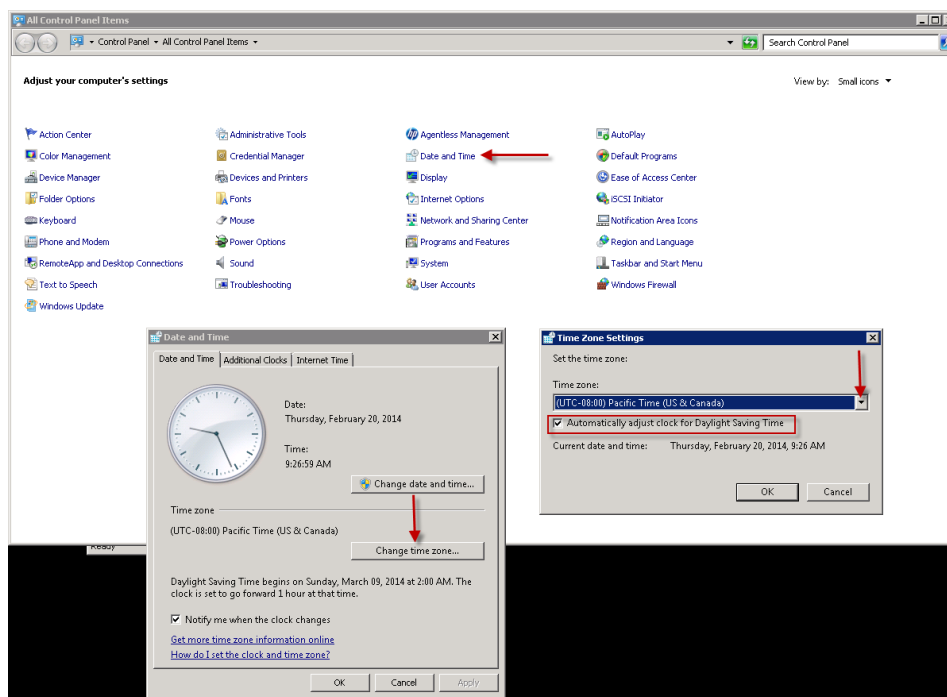 All Control Panel Items
Control Panel All Control Panel Items
Search Control Panel
Adjust your computer's settings
View by: Small icons
Action Center Administrative Tools Agentless Management AutoPlay
Color Management Credential Manager Date and Time Default Programs
Device Manager Devices and Printers Display Ease of Access Center
Folder Options Fonts Internet Options iSCSI Initiator
Keyboard Mouse Network and Sharing Center Notification Area Icons
Phone and Modem Power Options Programs and Features Region and Language
RemoteApp and Desktop Connections Sound System Taskbar and Start Menu
Text to Speech Troubleshooting User Accounts Windows Firewall
Windows Update
Ready
Date and Time
Date and Time Additional Clocks Internet Time
Date:
Thursday, February 20, 2014
Time:
9:26:59 AM
Change date and time...
Time zone
(UTC-08:00) Pacific Time (US & Canada)
Change time zone...
Daylight Saving Time begins on Sunday, March 09, 2014 at 2:00 AM. The
clock is set to go forward 1 hour at that time.
Notify me when the clock changes
Get more time zone information online
How do I set the clock and time zone?
OK Cancel Apply
Time Zone Settings
Set the time zone:
Time zone:
(UTC-08:00) Pacific Time (US & Canada)
Automatically adjust clock for Daylight Saving Time
Current date and time: Thursday, February 20, 2014, 9:26 AM
OK Cancel